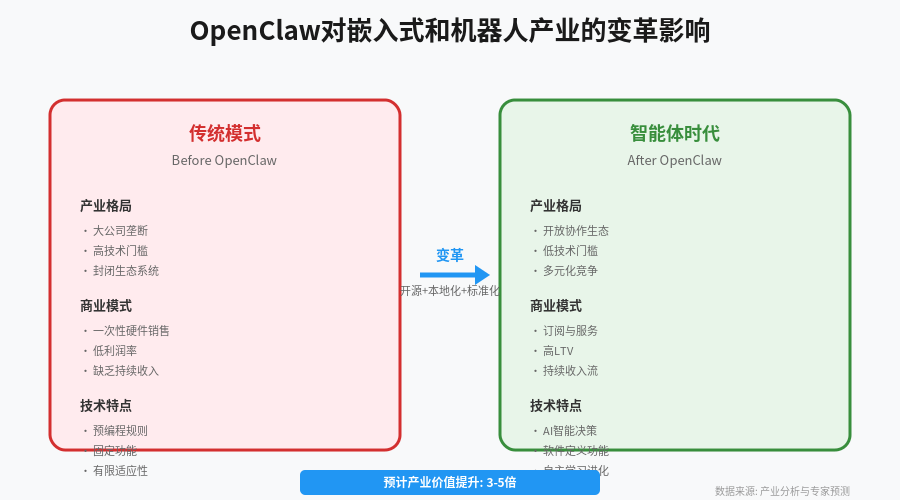 OpenClaw对嵌入式和机器人产业的变革影响
传统模式
Before OpenClaw
产业格局
· 大公司垄断
· 高技术门槛
· 封闭生态系统
商业模式
· 一次性硬件销售
· 低利润率
· 缺乏持续收入
技术特点
· 预编程规则
· 固定功能
· 有限适应性
变革
开源+本地化+标准化
智能体时代
After OpenClaw
产业格局
· 开放协作生态
· 低技术门槛
· 多元化竞争
商业模式
· 订阅与服务
· 高LTV
· 持续收入流
技术特点
· AI智能决策
· 软件定义功能
· 自主学习进化
预计产业价值提升: 3-5倍
数据来源: 产业分析与专家预测